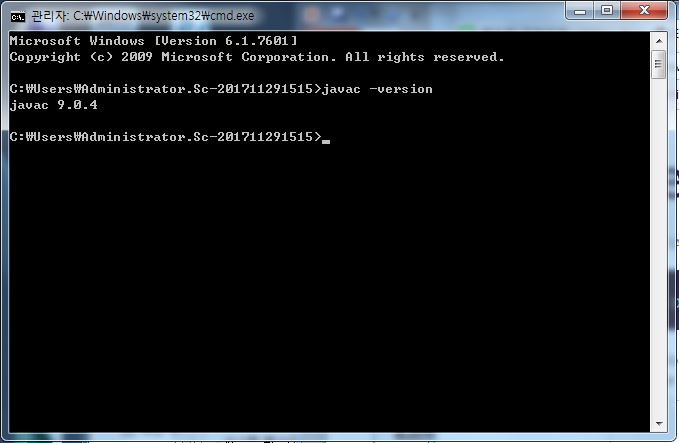 관리자: C:₩Windows₩system32₩cmd.exe
Microsoft Windows [Version 6.1.7601]
Copyright (c) 2009 Microsoft Corporation. All rights reserved.
C:₩Users₩Administrator.Sc-201711291515>javac -version
javac 9.0.4
C:₩Users₩Administrator.Sc-201711291515>